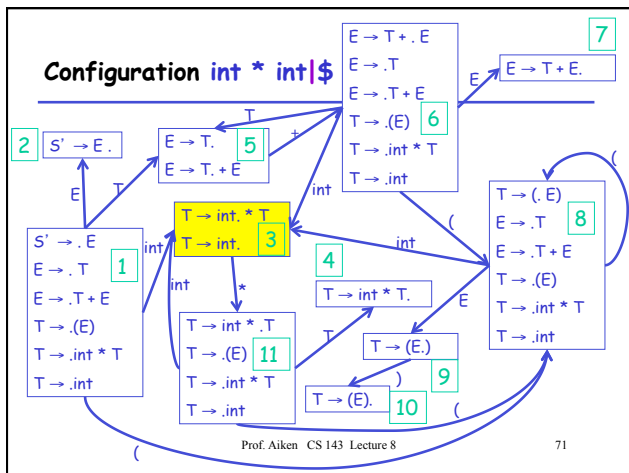 Configuration int * int|$
E → T + . E
E → .T
E → .T + E
T → .(E)
T → .int * T
T → .int
6
7
E → T + E.
E
2
S’ → E .
E → T.
E → T. + E
5
T
+
E
T
int
(
(
T → int. * T
T → int.
3
T → (. E)
E → .T
E → .T + E
T → .(E)
T → .int * T
T → .int
8
S’ → . E
E → . T
E → .T + E
T → .(E)
T → .int * T
T → .int
1
int
int
*
int
4
T → int * T.
E
T → int * .T
T → .(E)
T → .int * T
T → .int
11
T
T → (E.)
9
)
T → (E).
10
(
(
Prof. Aiken CS 143 Lecture 8
71